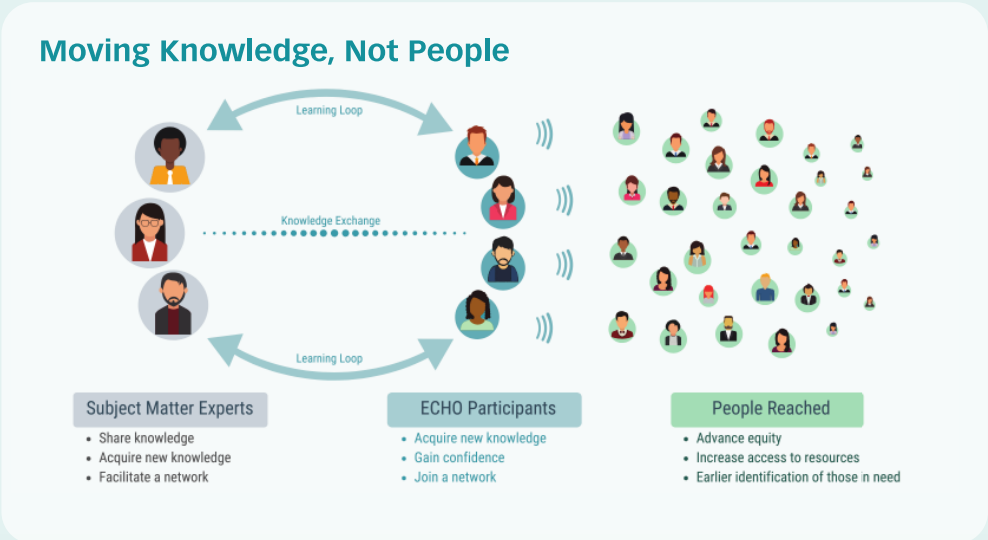 Moving Knowledge, Not People
Learning Loop
Knowledge Exchange
Learning Loop
Subject Matter Experts
• Share knowledge
• Acquire new knowledge
• Facilitate a network
ECHO Participants
• Acquire new knowledge
• Gain confidence
• Join a network
People Reached
• Advance equity
• Increase access to resources
• Earlier identification of those in need